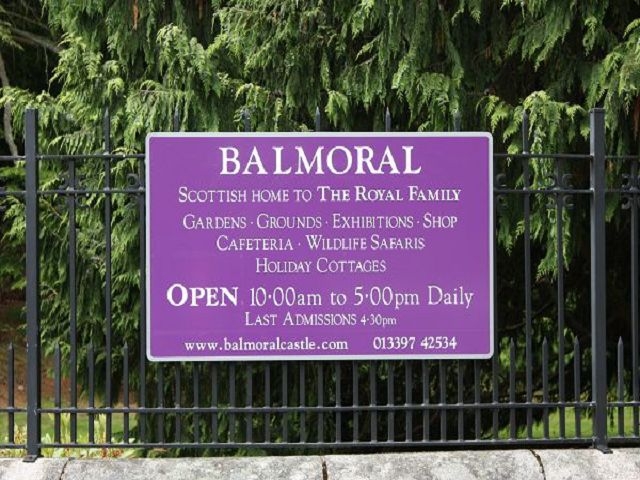 BALMORAL
SCOTTISH HOME TO THE ROYAL FAMILY
GARDENS · GROUNDS · EXHIBITIONS · SHOP
CAFETERIA · WILDLIFE SAFARIS
HOLIDAY COTTAGES
OPEN 10·00am to 5·00pm Daily
LAST ADMISSIONS 4·30pm
www.balmoralcastle.com 013397 42534